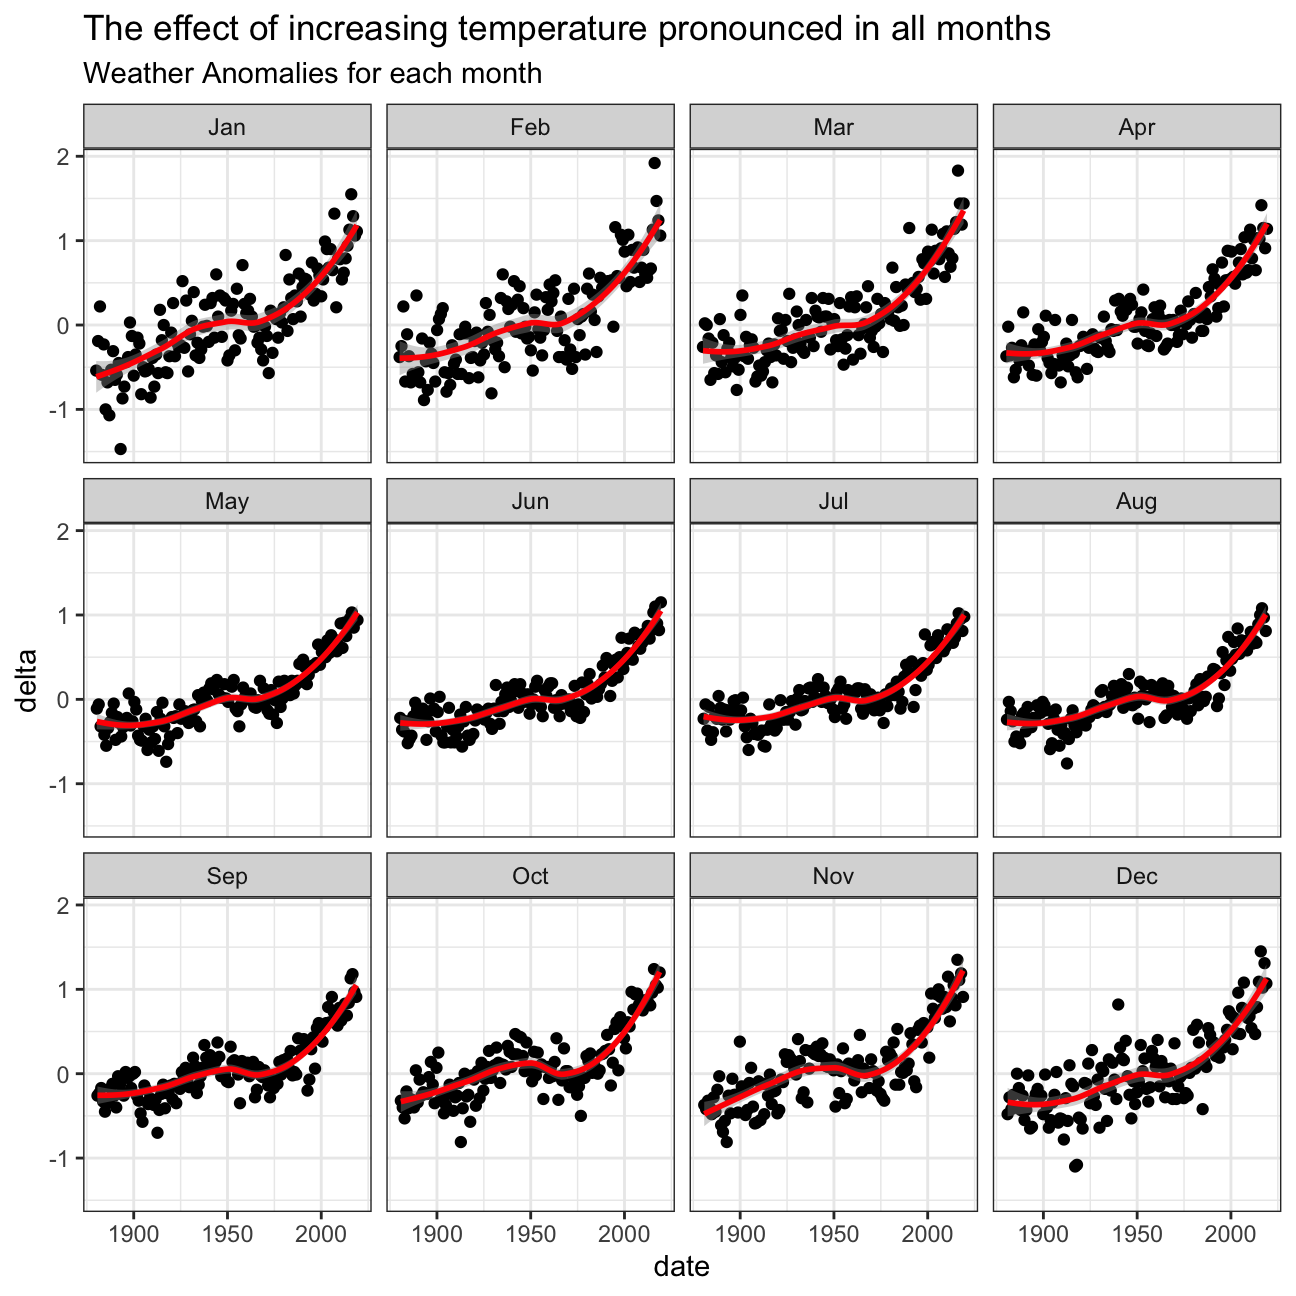 The effect of increasing temperature pronounced in all months
Weather Anomalies for each month
Jan Feb Mar Apr
2
1
0
-1
May Jun Jul Aug
2
1
0
-1
Sep Oct Nov Dec
2
1
0
-1
delta
1900 1950 2000 1900 1950 2000 1900 1950 2000 1900 1950 2000
date